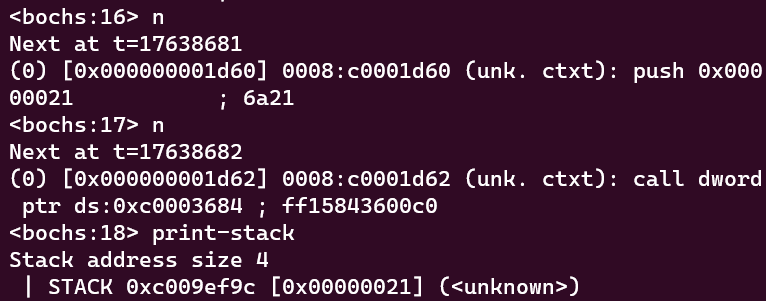 <bochs:16> n
Next at t=17638681
(0) [0x000000001d60] 0008:c0001d60 (unk. ctxt): push 0x000
00021             ; 6a21
<bochs:17> n
Next at t=17638682
(0) [0x000000001d62] 0008:c0001d62 (unk. ctxt): call dword
 ptr ds:0xc0003684 ; ff15843600c0
<bochs:18> print-stack
Stack address size 4
 | STACK 0xc009ef9c [0x00000021] (<unknown>)